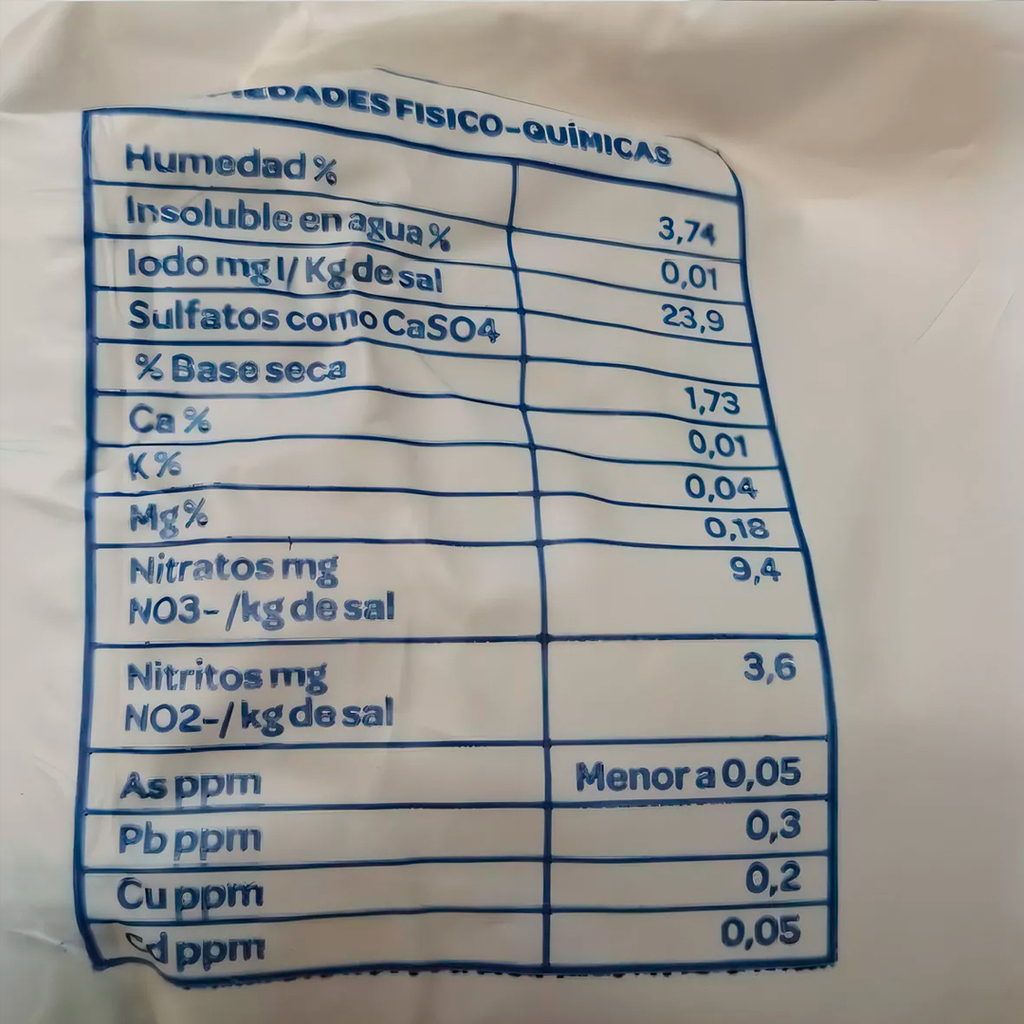 EDADES FISICO-QUÍMICAS
Humedad % 3,74
Insoluble en agua % 0,01
Iodo mg I/ Kg de sal 23,9
Sulfatos como CaSO4
% Base seca 1,73
Ca % 0,01
K % 0,04
Mg % 0,18
Nitratos mg 9,4
NO3- /kg de sal
Nitritos mg 3,6
NO2-/ kg de sal
As ppm Menor a 0,05
Pb ppm 0,3
Cu ppm 0,2
Cd ppm 0,05